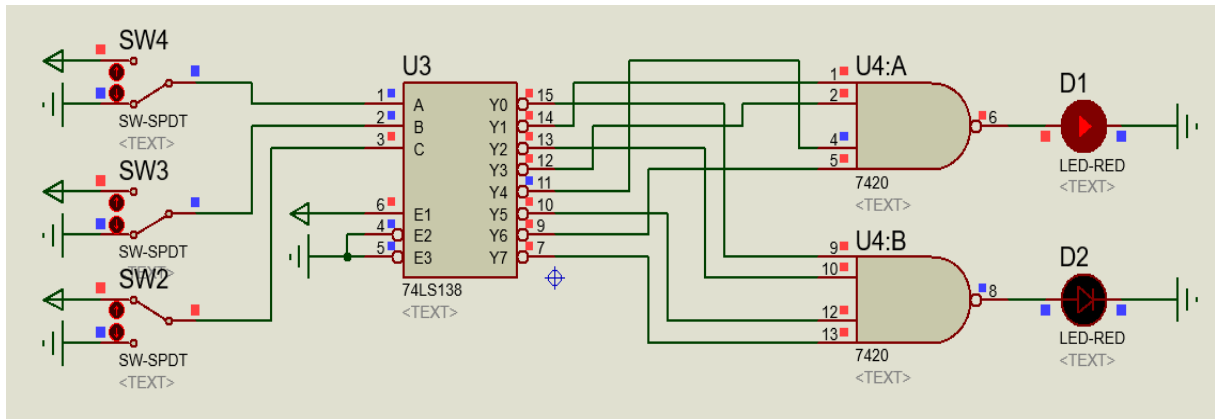 SW4
SW-SPDT
<TEXT>
SW3
SW-SPDT
<TEXT>
SW2
SW-SPDT
<TEXT>
U3
1 A Y0 15
2 B Y1 14
3 C Y2 13
Y3 12
Y4 11
6 E1 Y5 10
4 E2 Y6 9
5 E3 Y7 7
74LS138
<TEXT>
U4:A
1
2
4
5
6
7420
<TEXT>
U4:B
9
10
12
13
8
7420
<TEXT>
D1
LED-RED
<TEXT>
D2
LED-RED
<TEXT>